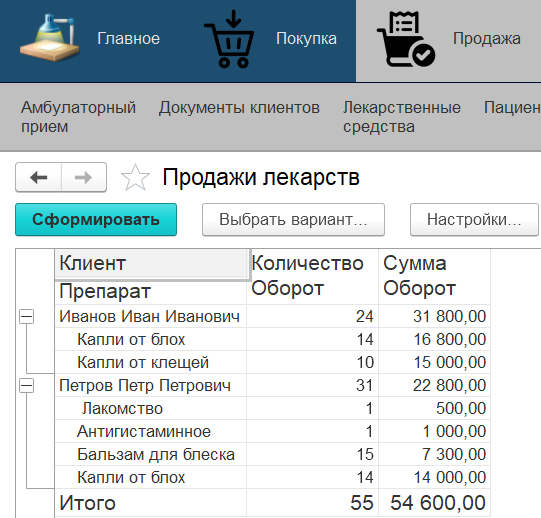 Главное
Покупка
Продажа
Амбулаторный прием
Документы клиентов
Лекарственные средства
Пациен
Продажи лекарств
Сформировать
Выбрать вариант...
Настройки...
Клиент Количество Сумма
Препарат Оборот Оборот
Иванов Иван Иванович 24 31 800,00
Капли от блох 14 16 800,00
Капли от клещей 10 15 000,00
Петров Петр Петрович 31 22 800,00
Лакомство 1 500,00
Антигистаминное 1 1 000,00
Бальзам для блеска 15 7 300,00
Капли от блох 14 14 000,00
Итого 55 54 600,00